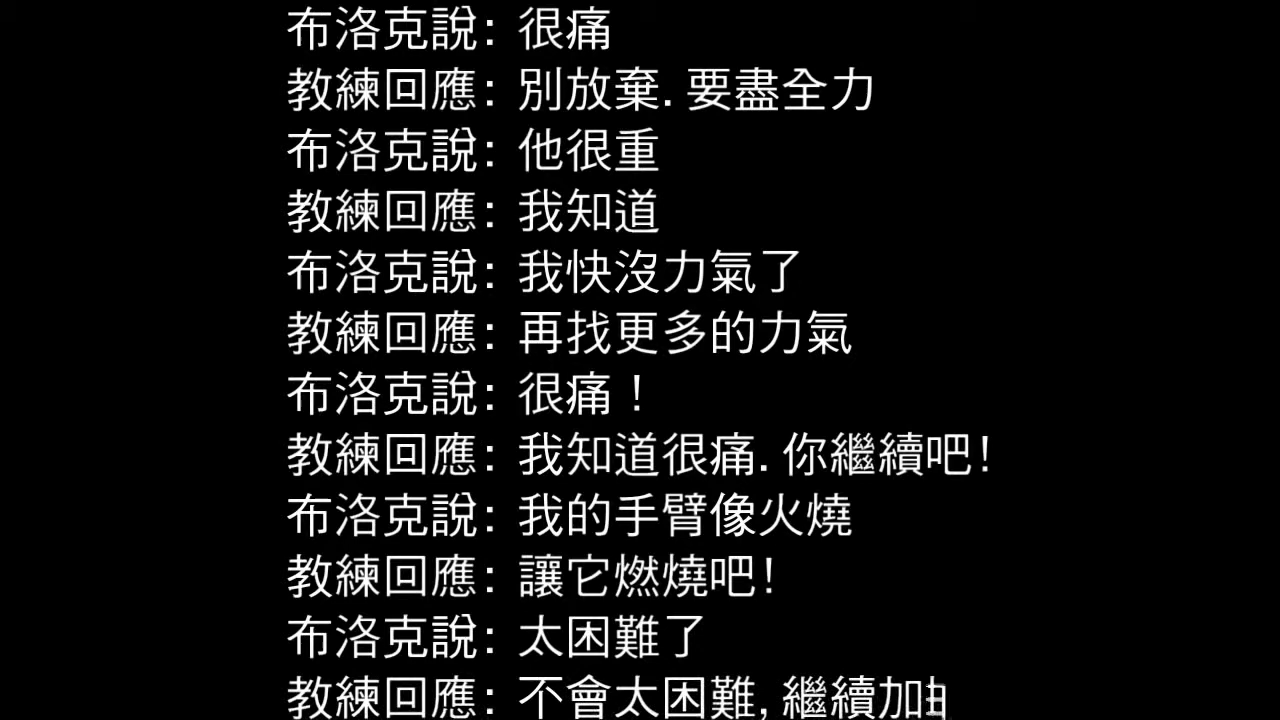 布洛克說: 很痛
教練回應: 別放棄.要盡全力
布洛克說: 他很重
教練回應: 我知道
布洛克說: 我快沒力氣了
教練回應: 再找更多的力氣
布洛克說: 很痛！
教練回應: 我知道很痛.你繼續吧!
布洛克說: 我的手臂像火燒
教練回應: 讓它燃燒吧!
布洛克說: 太困難了
教練回應: 不會太困難,繼續加